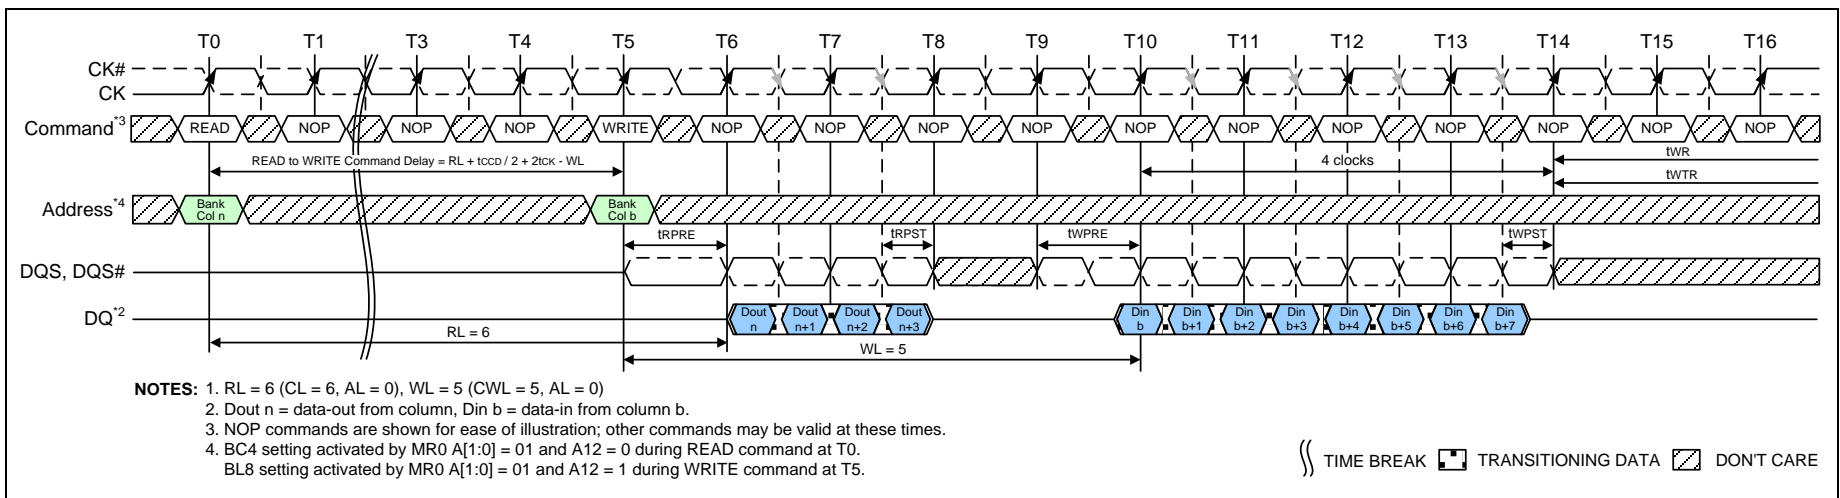 T0 T1 T3 T4 T5 T6 T7 T8 T9 T10 T11 T12 T13 T14 T15 T16
CK#
CK
Command*3 READ NOP NOP NOP WRITE NOP NOP NOP NOP NOP NOP NOP NOP NOP NOP NOP
READ to WRITE Command Delay = RL + tCCD / 2 + 2tCK - WL 4 clocks tWR
tWTR
Address*4 Bank Col n Bank Col b
tRPRE tRPST tWPRE tWPST
DQS, DQS#
DQ*2 Dout n Dout n+1 Dout n+2 Dout n+3 Din b Din b+1 Din b+2 Din b+3 Din b+4 Din b+5 Din b+6 Din b+7
RL = 6
WL = 5
NOTES: 1. RL = 6 (CL = 6, AL = 0), WL = 5 (CWL = 5, AL = 0)
2. Dout n = data-out from column, Din b = data-in from column b.
3. NOP commands are shown for ease of illustration; other commands may be valid at these times.
4. BC4 setting activated by MR0 A[1:0] = 01 and A12 = 0 during READ command at T0.
BL8 setting activated by MR0 A[1:0] = 01 and A12 = 1 during WRITE command at T5.
TIME BREAK TRANSITIONING DATA DON'T CARE